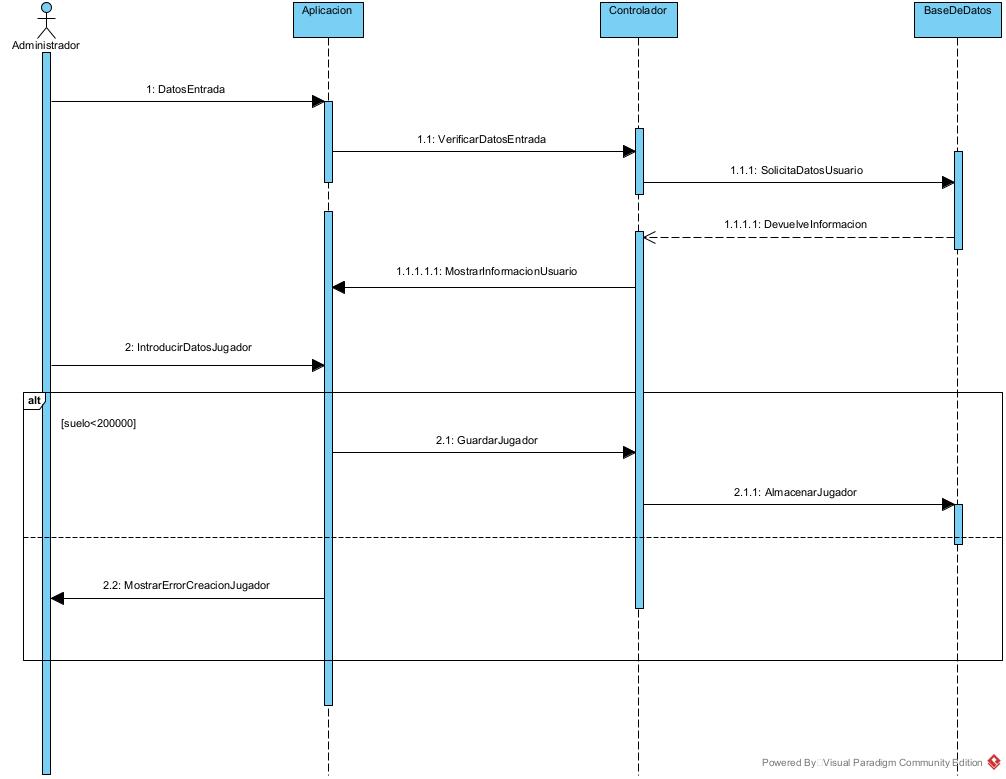 Aplicacion
Controlador
BaseDeDatos
Administrador
1: DatosEntrada
1.1: VerificarDatosEntrada
1.1.1: SolicitaDatosUsuario
1.1.1.1: DevuelveInformacion
1.1.1.1.1: MostrarInformacionUsuario
2: IntroducirDatosJugador
alt
[suelo<200000]
2.1: GuardarJugador
2.1.1: AlmacenarJugador
2.2: MostrarErrorCreacionJugador
Powered By Visual Paradigm Community Edition